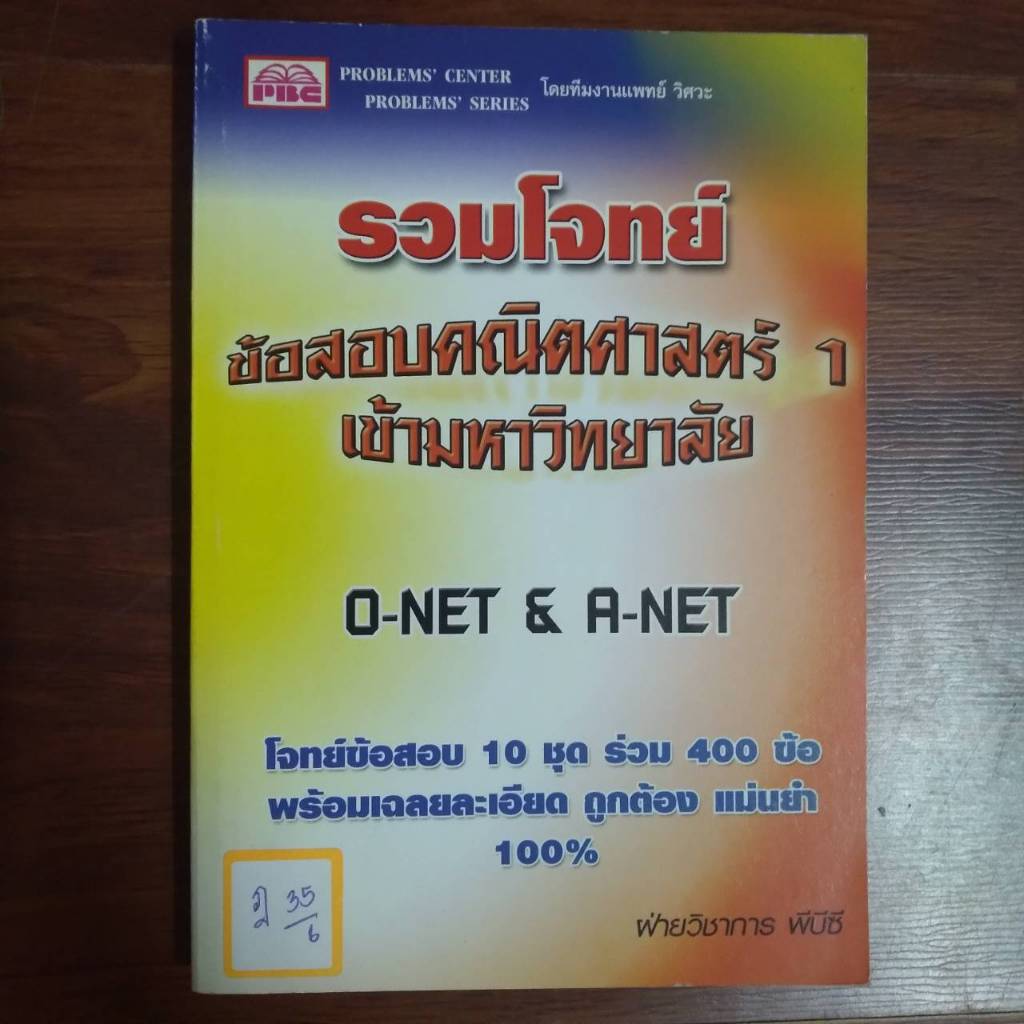 PBC
PROBLEMS' CENTER
PROBLEMS' SERIES
โดยทีมงานแพทย์ วิศวะ
รวมโจทย์
ข้อสอบคณิตศาสตร์ 1
เข้ามหาวิทยาลัย
O-NET & A-NET
โจทย์ข้อสอบ 10 ชุด ร่วม 400 ข้อ
พร้อมเฉลยละเอียด ถูกต้อง แม่นยำ
100%
35
6
ฝ่ายวิชาการ พีบีซี